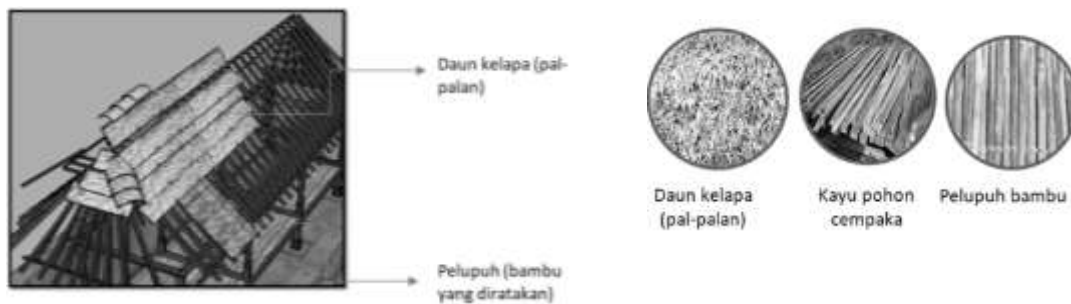 Daun kelapa (pal-
palan)
Pelupuh (bambu
yang diratakan)
Daun kelapa
(pal-palan)
Kayu pohon
cempaka
Pelupuh bambu